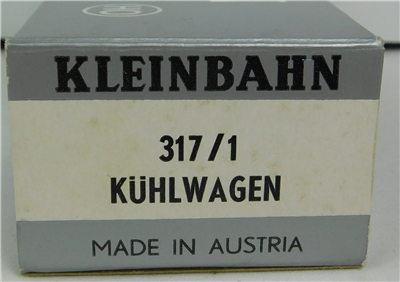 KLEINBAHN
317/1
KÜHLWAGEN
MADE IN AUSTRIA